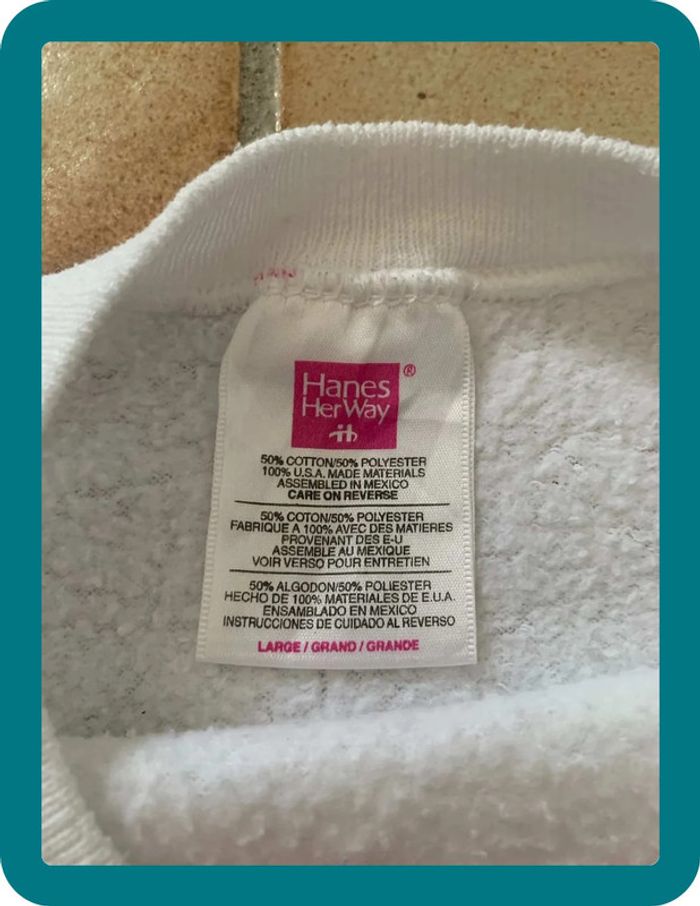 Hanes
HerWay
®
50% COTTON/50% POLYESTER
100% U.S.A. MADE MATERIALS
ASSEMBLED IN MEXICO
CARE ON REVERSE
50% COTON/50% POLYESTER
FABRIQUE A 100% AVEC DES MATIERES
PROVENANT DES E-U
ASSEMBLE AU MEXIQUE
VOIR VERSO POUR ENTRETIEN
50% ALGODON/50% POLIESTER
HECHO DE 100% MATERIALES DE E.U.A.
ENSAMBLADO EN MEXICO
INSTRUCCIONES DE CUIDADO AL REVERSO
LARGE / GRAND / GRANDE